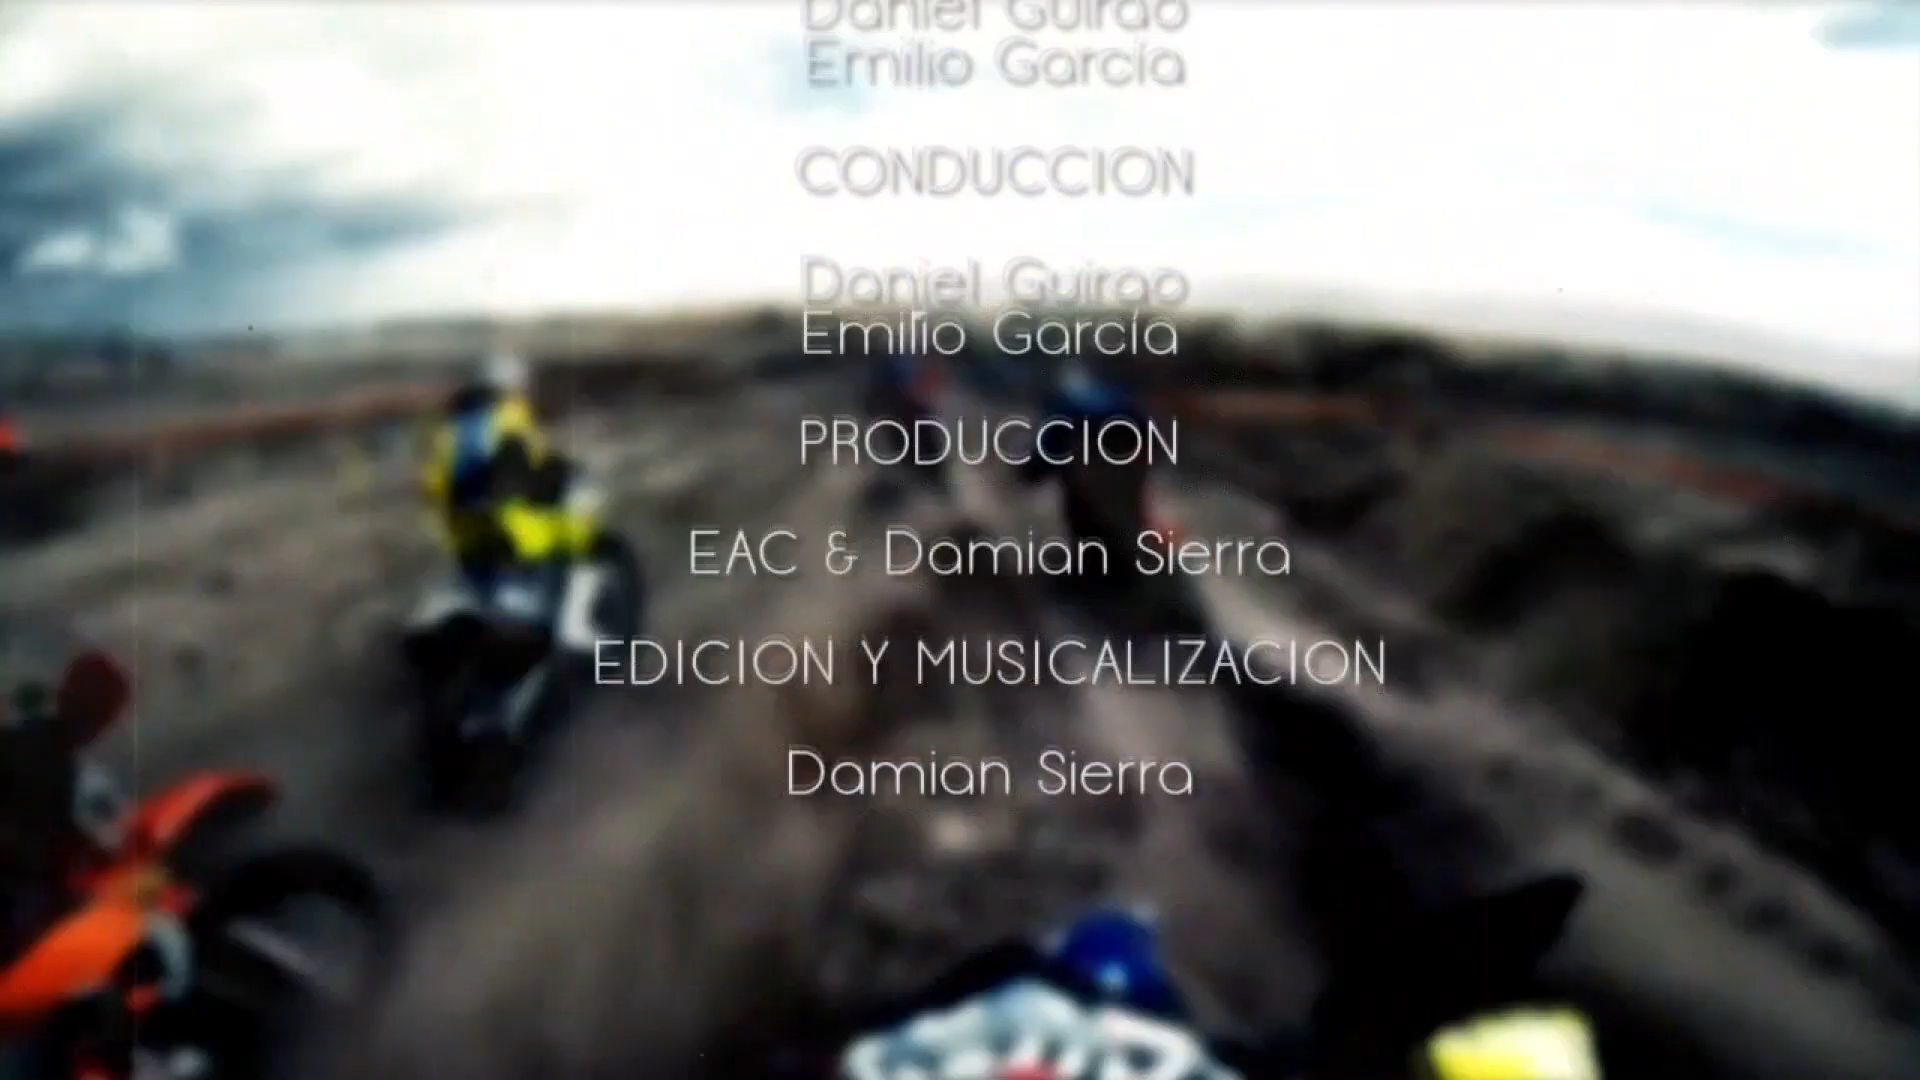 Daniel Guirao
Emilio García
CONDUCCION
Daniel Guirao
Emilio García
PRODUCCION
EAC & Damian Sierra
EDICION Y MUSICALIZACION
Damian Sierra